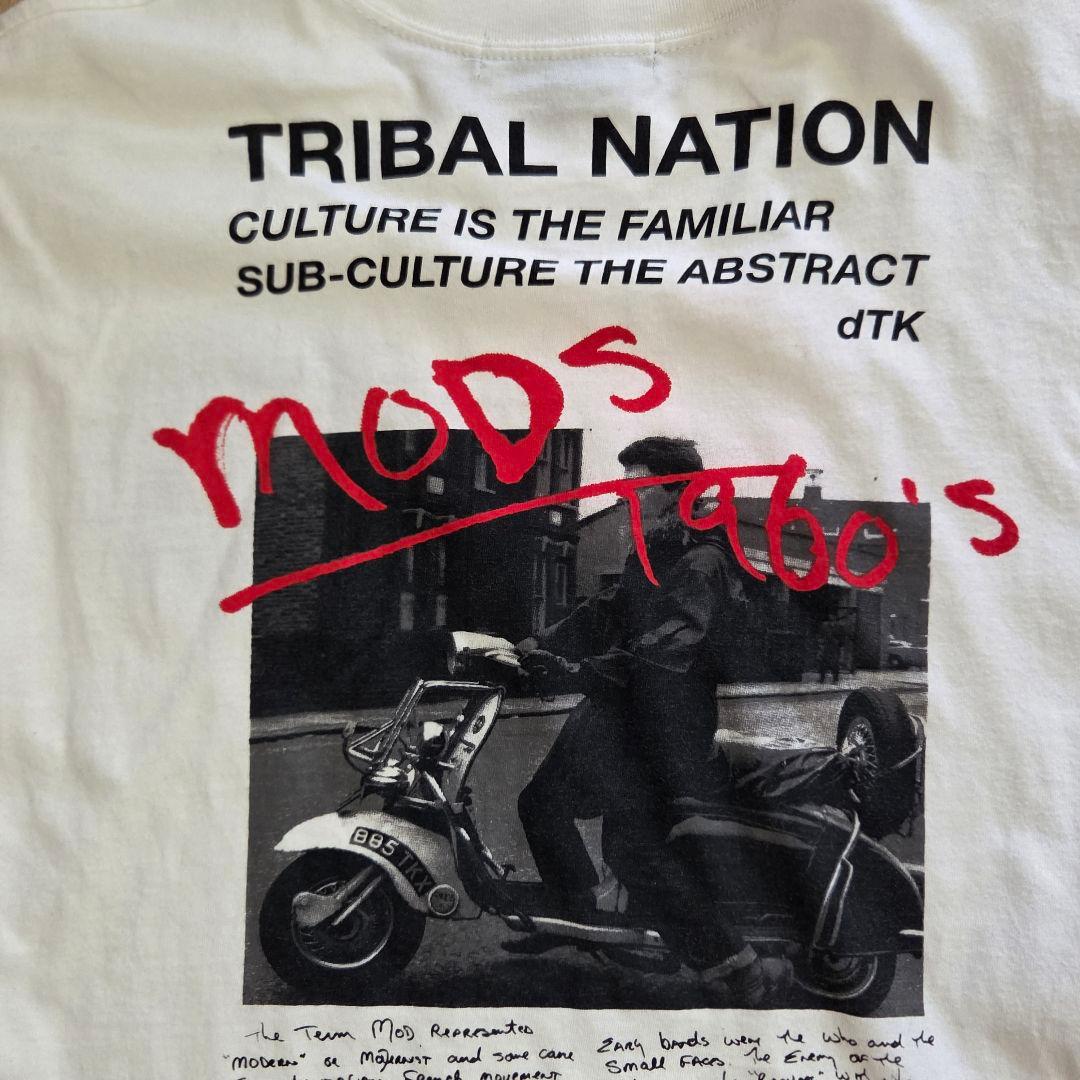 TRIBAL NATION
CULTURE IS THE FAMILIAR
SUB-CULTURE THE ABSTRACT
dTK
MODS
1960's
885 TKX
the Term MOD Represented
"MODERN" or MODERNIST and some came
Early bands were the Who and the
Small Faces. The Enemy of the